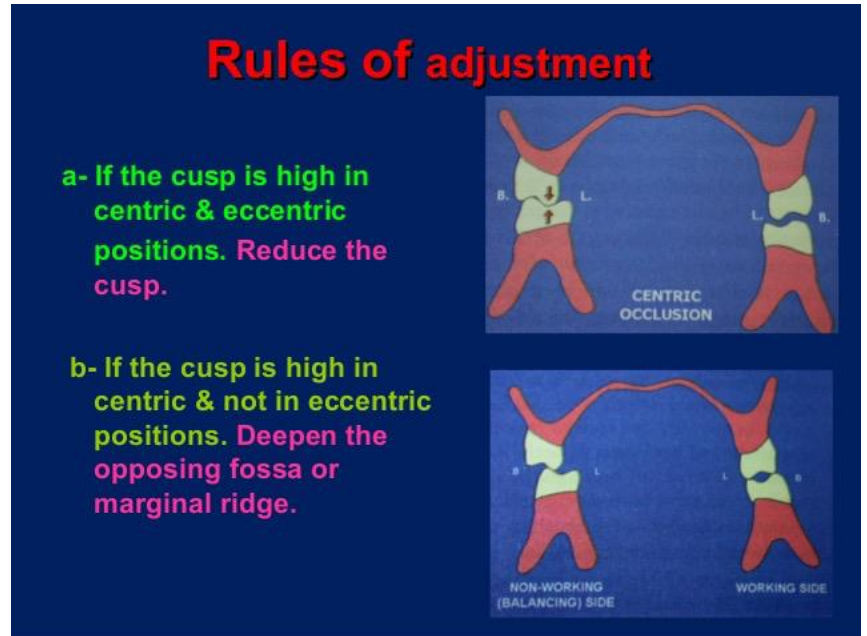 Rules of adjustment
a- If the cusp is high in
centric & eccentric
positions. Reduce the
cusp.
b- If the cusp is high in
centric & not in eccentric
positions. Deepen the
opposing fossa or
marginal ridge.
B. L. L. B.
CENTRIC
OCCLUSION
B L L B
NON-WORKING
(BALANCING) SIDE
WORKING SIDE